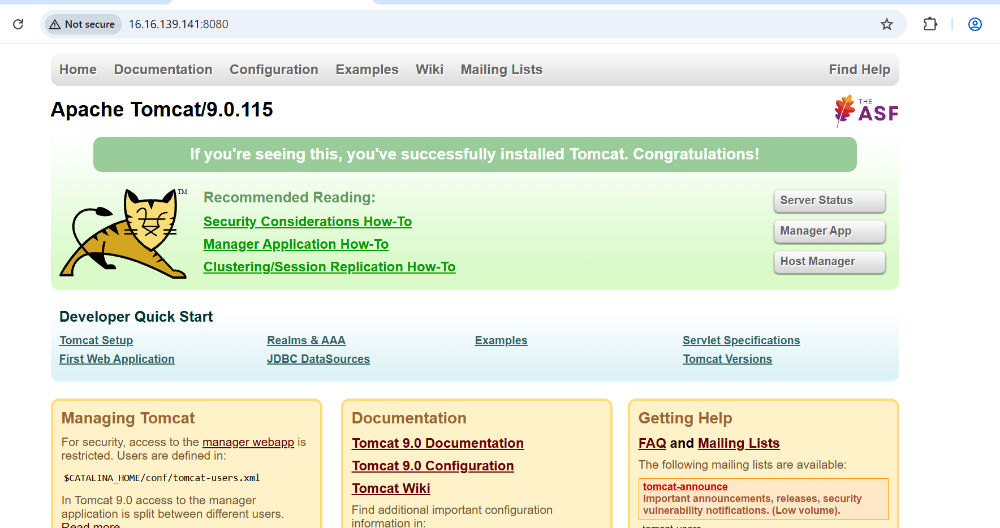 Not secure 16.16.139.141:8080
Home Documentation Configuration Examples Wiki Mailing Lists Find Help
Apache Tomcat/9.0.115
THE
ASF
If you're seeing this, you've successfully installed Tomcat. Congratulations!
TM
Recommended Reading:
Security Considerations How-To
Manager Application How-To
Clustering/Session Replication How-To
Server Status
Manager App
Host Manager
Developer Quick Start
Tomcat Setup
First Web Application
Realms & AAA
JDBC DataSources
Examples
Servlet Specifications
Tomcat Versions
Managing Tomcat
For security, access to the manager webapp is
restricted. Users are defined in:
$CATALINA_HOME/conf/tomcat-users.xml
In Tomcat 9.0 access to the manager
application is split between different users.
Read more
Documentation
Tomcat 9.0 Documentation
Tomcat 9.0 Configuration
Tomcat Wiki
Find additional important configuration
information in:
Getting Help
FAQ and Mailing Lists
The following mailing lists are available:
tomcat-announce
Important announcements, releases, security
vulnerability notifications. (Low volume).
tomcat-users